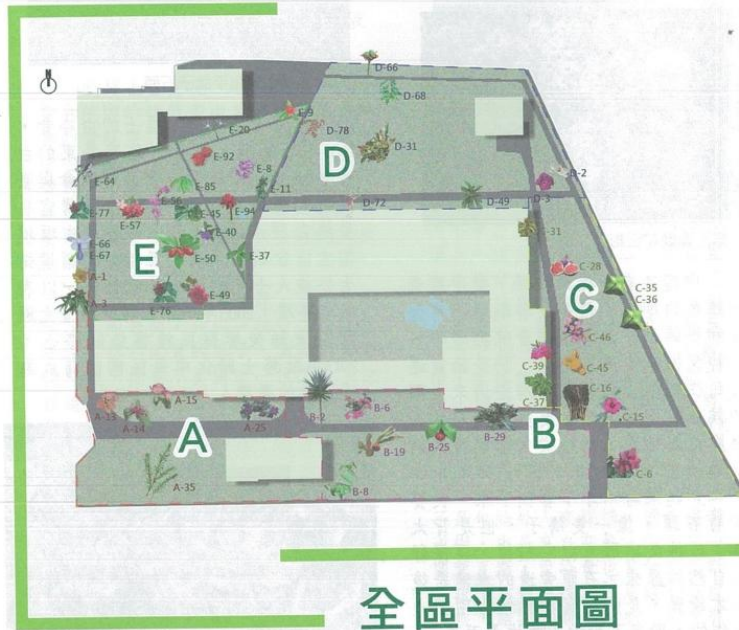 N
D-66
D-68
E-9
E-20
D-78
D
D-31
E-92
E-8
E-64
E-85
E-11
D-2
D-3
E-56
E-77
E-57
E-45
E-94
D-72
D-49
E-40
E-66
E-67
E
E-50
E-37
C-28
A-1
C
C-35
C-36
A-3
E-76
E-49
C-46
C-39
C-45
C-37
C-16
A-13
A-14
A-15
A-25
B-2
B-6
C-15
A
B-19
B-25
B-29
B
A-35
B-8
C-6
全區平面圖